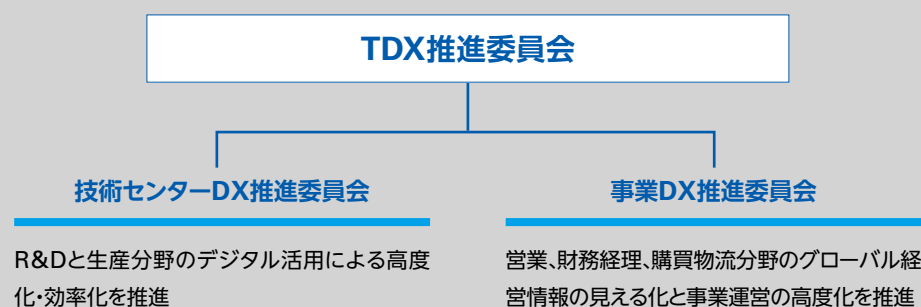 TDX推進委員会
技術センターDX推進委員会
R&Dと生産分野のデジタル活用による高度
化・効率化を推進
事業DX推進委員会
営業、財務経理、購買物流分野のグローバル経
営情報の見える化と事業運営の高度化を推進